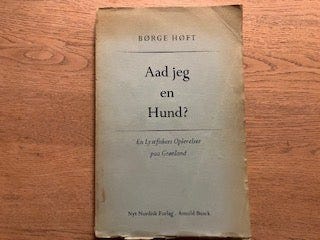 BØRGE HØFT
Aad jeg
en
Hund?
En Lystfiskers Oplevelser
paa Grønland
Nyt Nordisk Forlag · Arnold Busck